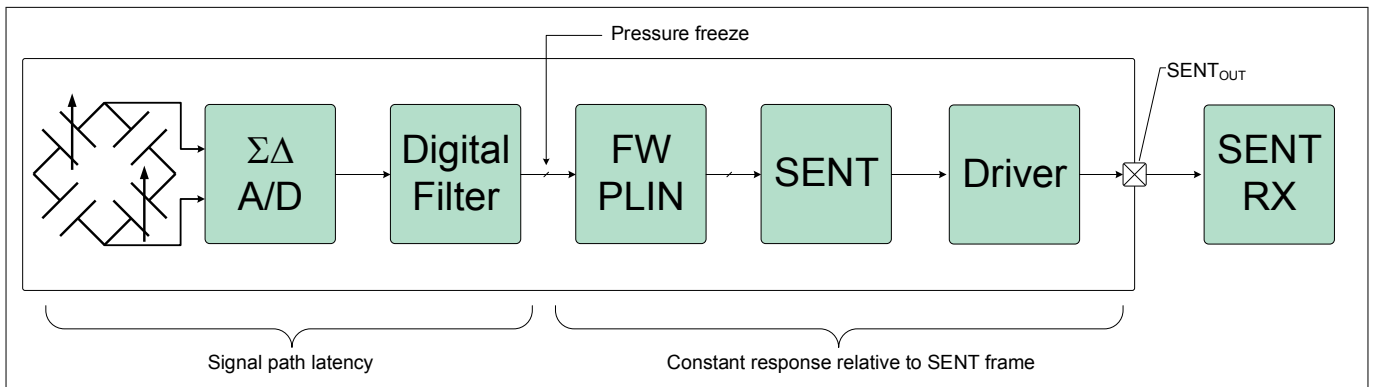 Pressure freeze
SENTOUT
ΣΔ
A/D
Digital
Filter
FW
PLIN
SENT
Driver
SENT
RX
Signal path latency
Constant response relative to SENT frame